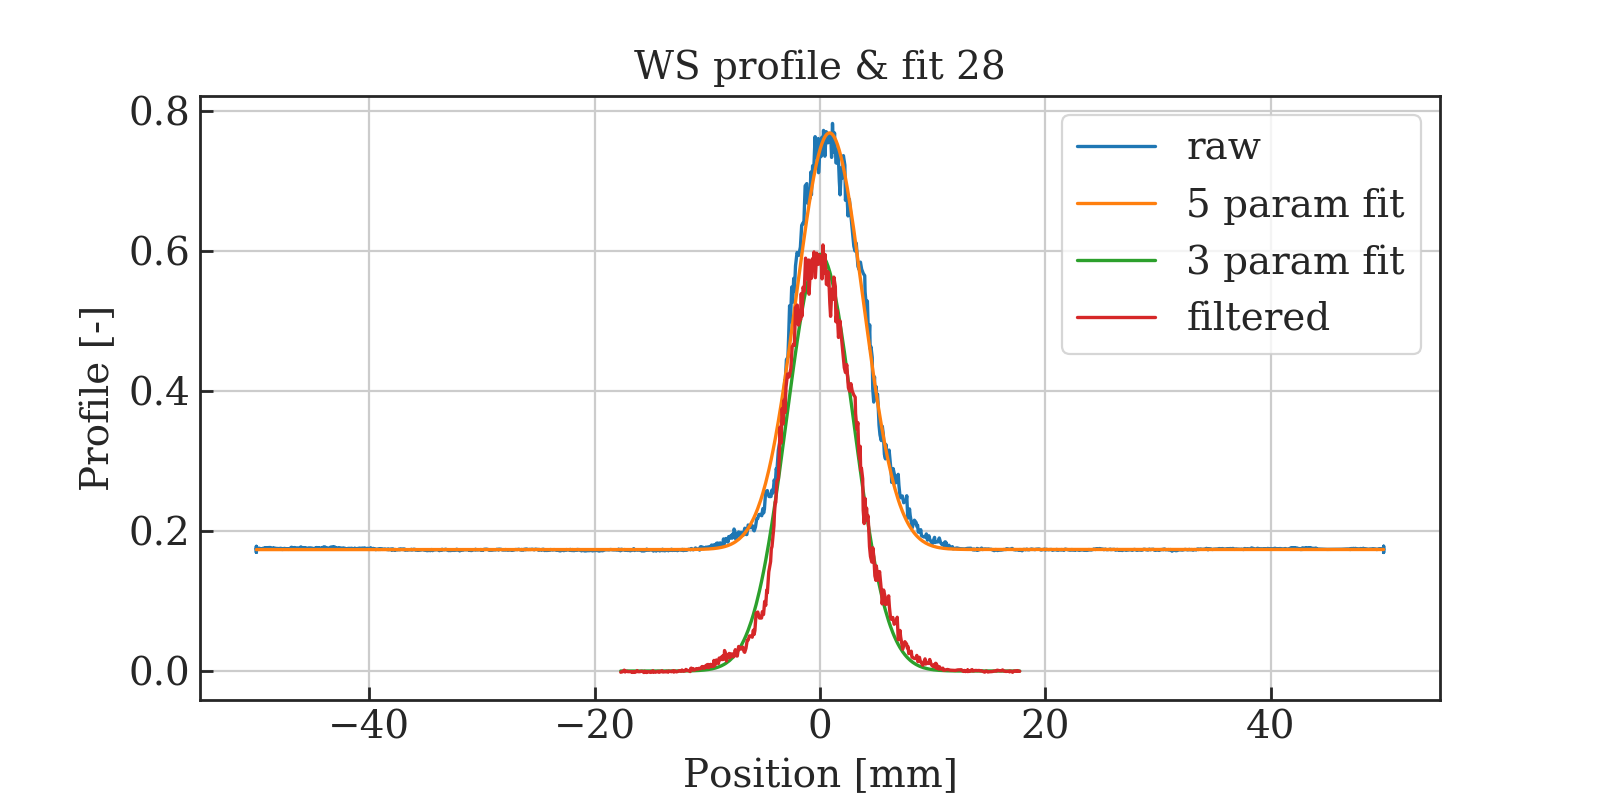 WS profile & fit 28
Profile [-]
0.8
0.6
0.4
0.2
0.0
raw
5 param fit
3 param fit
filtered
−40
−20
0
20
40
Position [mm]